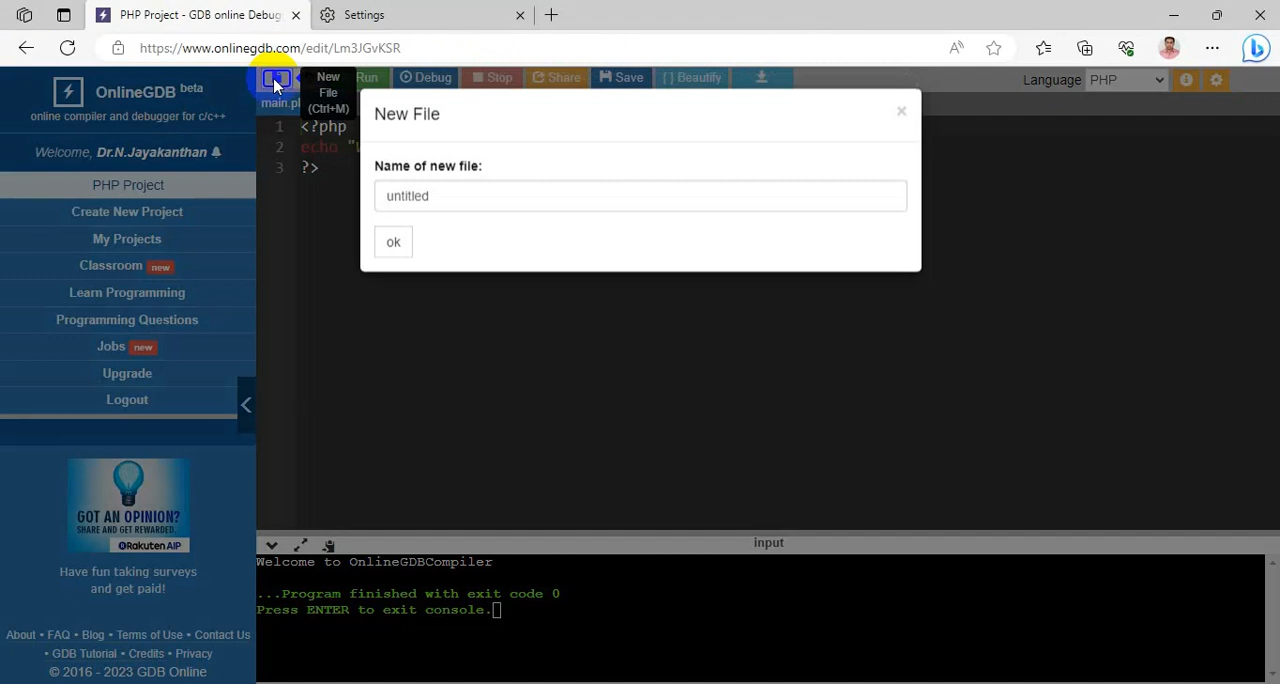 PHP Project - GDB online Debug
Settings
https://www.onlinegdb.com/edit/Lm3JGvKSR
OnlineGDB beta
online compiler and debugger for c/c++
Welcome, Dr.N.Jayakanthan
PHP Project
Create New Project
My Projects
Classroom new
Learn Programming
Programming Questions
Jobs new
Upgrade
Logout
GOT AN OPINION?
SHARE AND GET REWARDED.
Rakuten AIP
Have fun taking surveys
and get paid!
About • FAQ • Blog • Terms of Use • Contact Us
• GDB Tutorial • Credits • Privacy
© 2016 - 2023 GDB Online
New
File
(Ctrl+M)
Run
Debug
Stop
Share
Save
{ } Beautify
Language PHP
1 <?php
2 echo
3 ?>
New File
×
Name of new file:
untitled
ok
input
Welcome to OnlineGDBCompiler
...Program finished with exit code 0
Press ENTER to exit console.